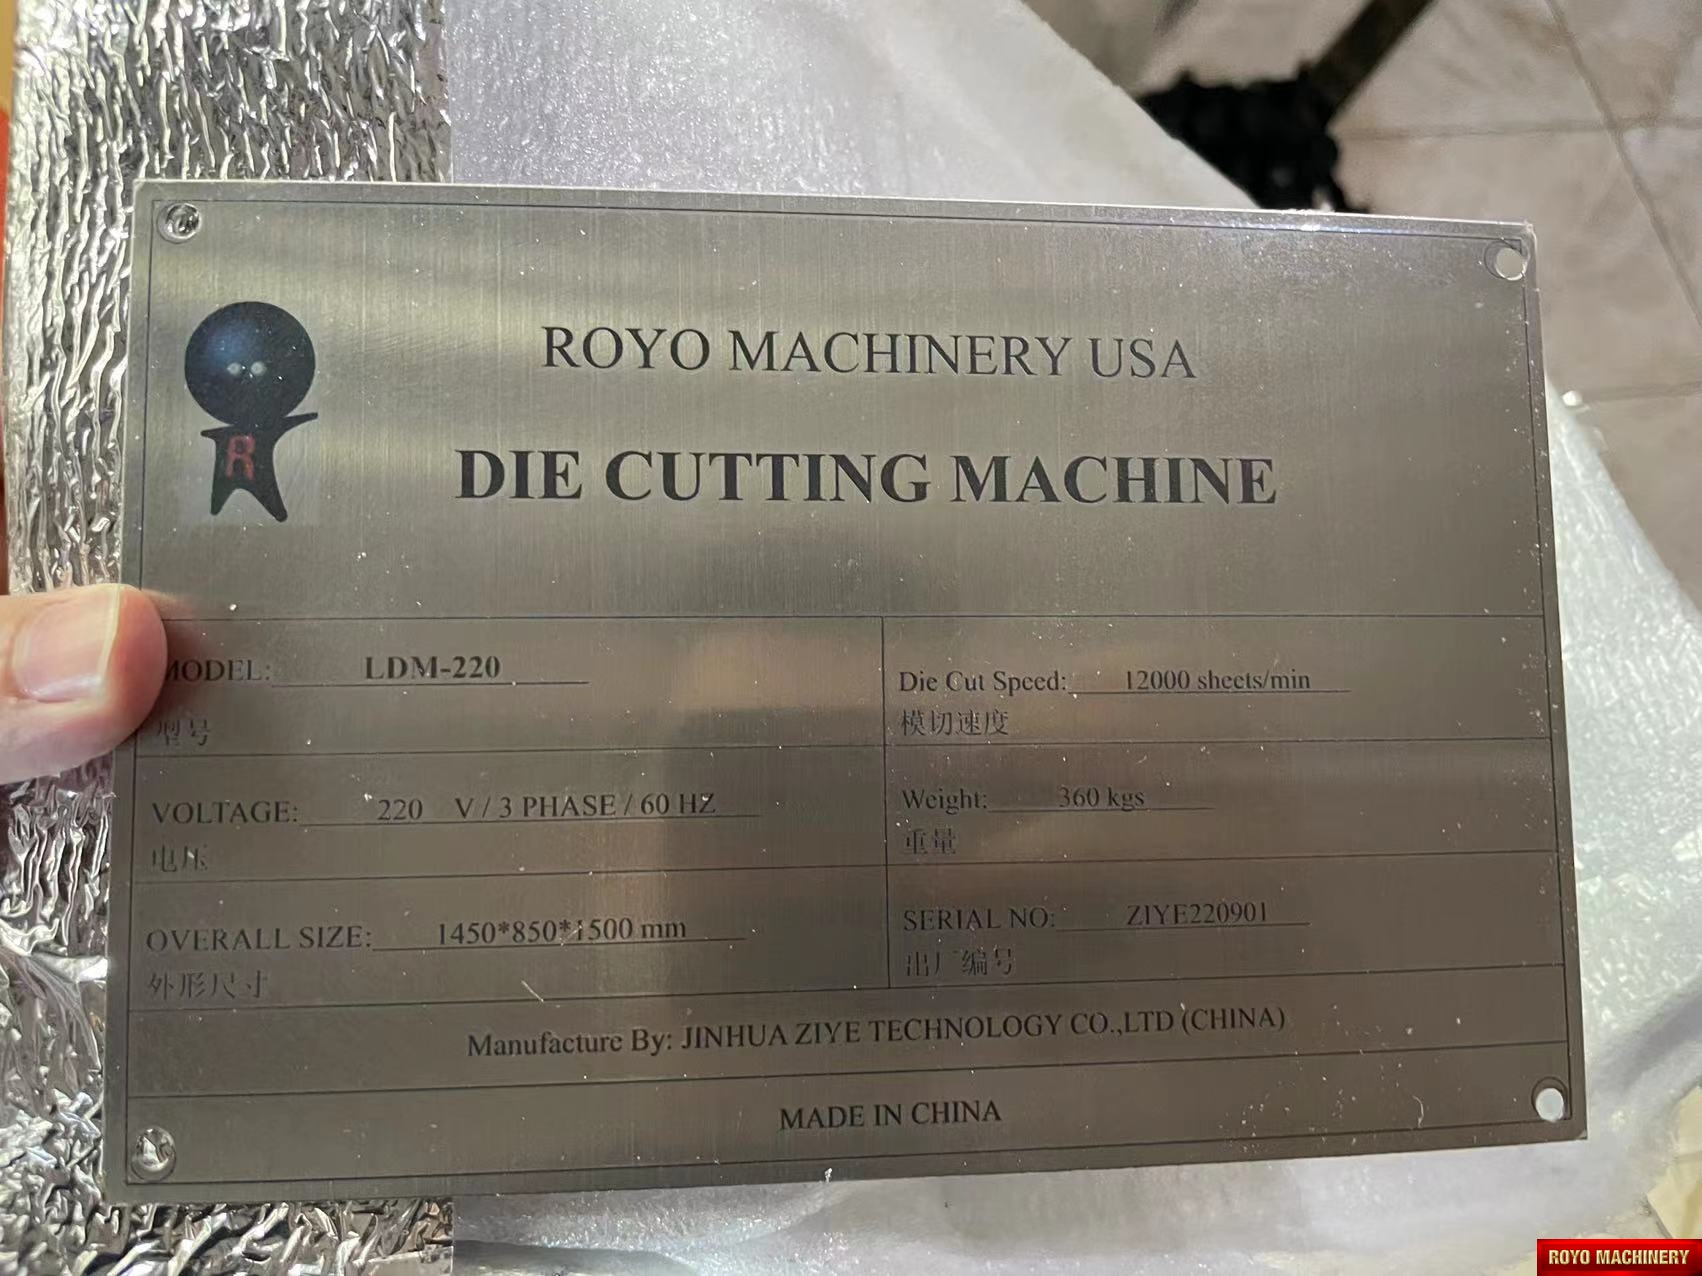 R
ROYO MACHINERY USA
DIE CUTTING MACHINE
MODEL: LDM-220
型号
Die Cut Speed: 12000 sheets/min
模切速度
VOLTAGE: 220 V / 3 PHASE / 60 HZ
电压
Weight: 360 kgs
重量
OVERALL SIZE: 1450*850*1500 mm
外形尺寸
SERIAL NO: ZIYE220901
出厂编号
Manufacture By: JINHUA ZIYE TECHNOLOGY CO.,LTD (CHINA)
MADE IN CHINA
ROYO MACHINERY